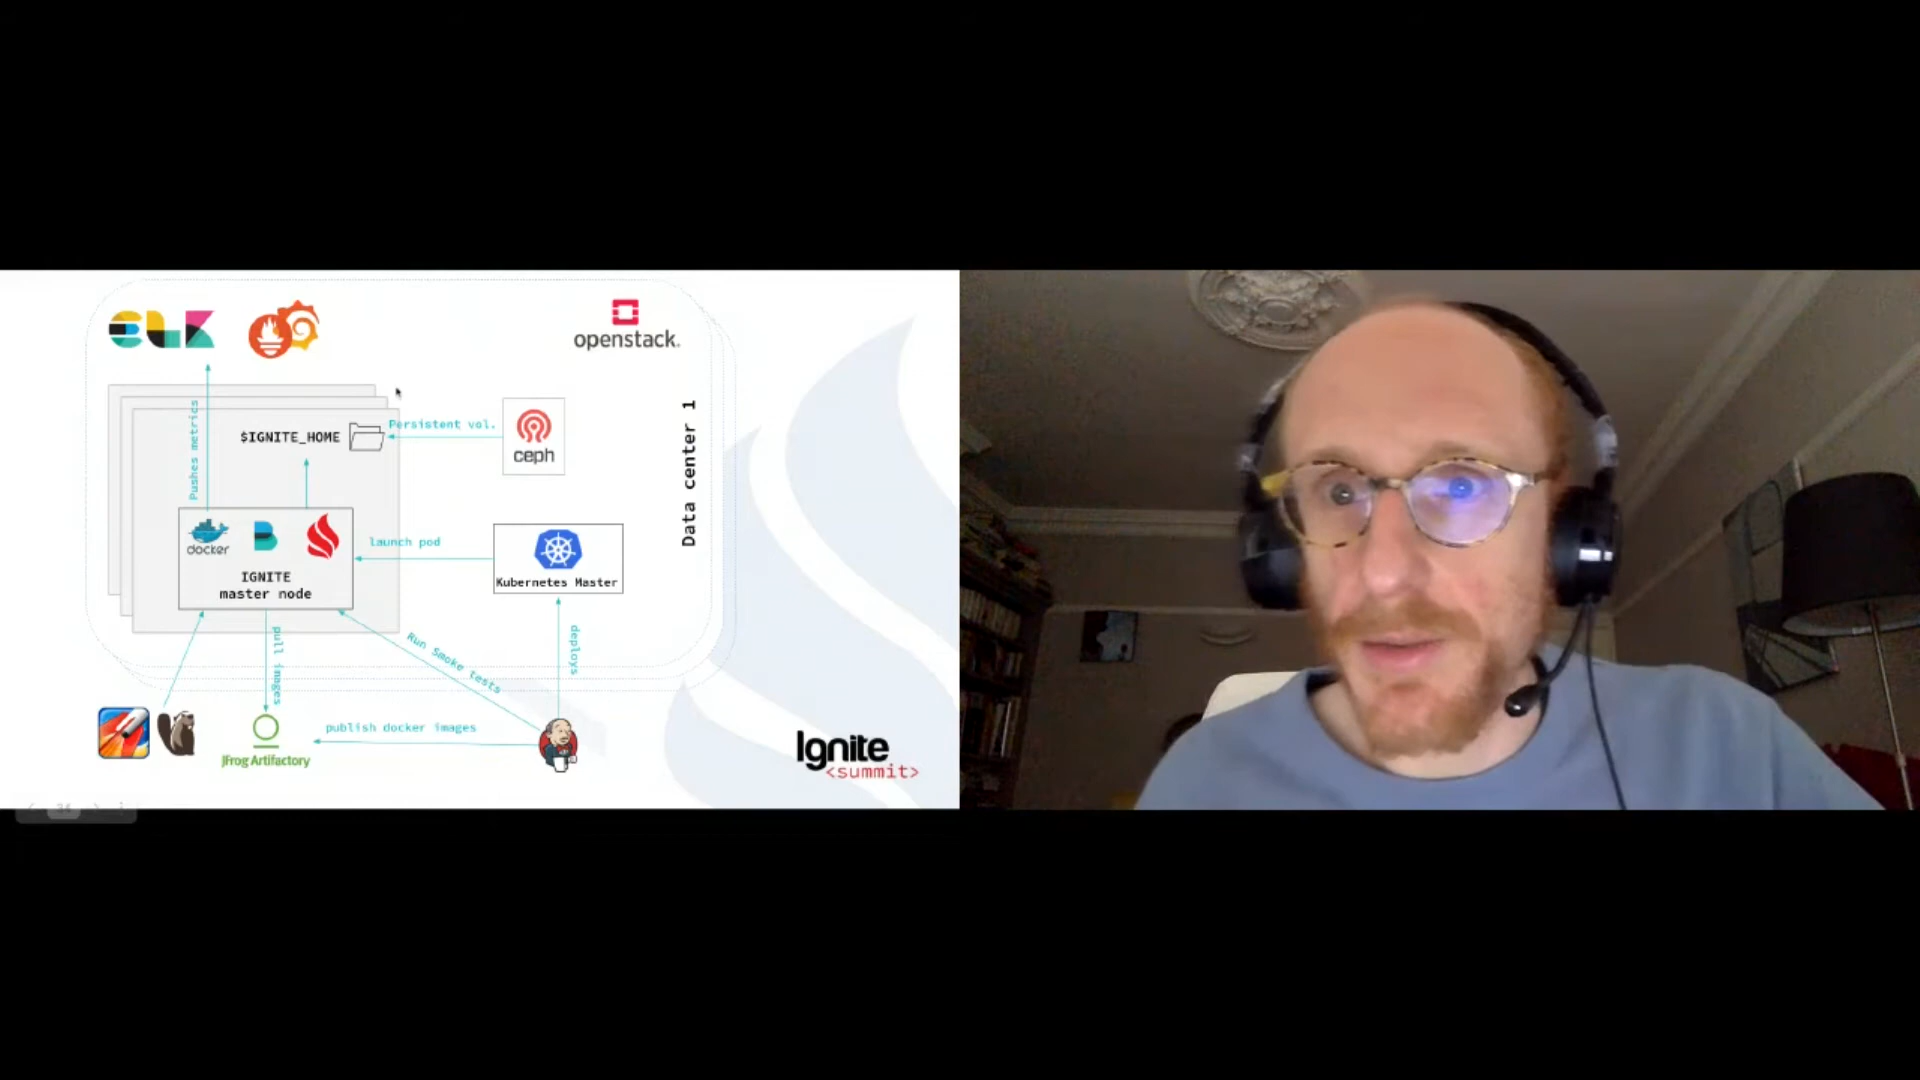 ELK
openstack.
Pushes metrics
$IGNITE_HOME
Persistent vol.
ceph
Data center 1
docker
launch pod
IGNITE
master node
Kubernetes Master
pull images
Run Smoke tests
deploys
publish docker images
JFrog Artifactory
Ignite
<summit>